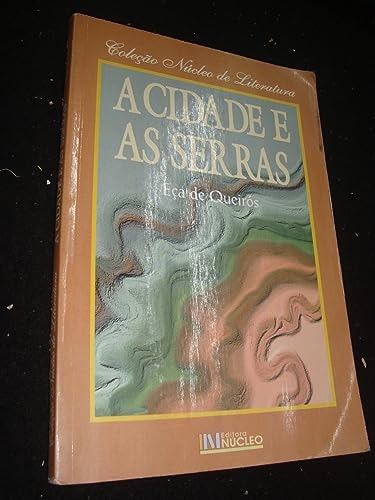 Coleção Núcleo de Literatura
A CIDADE E
AS SERRAS
Eça de Queirós
Editora
NÚCLEO